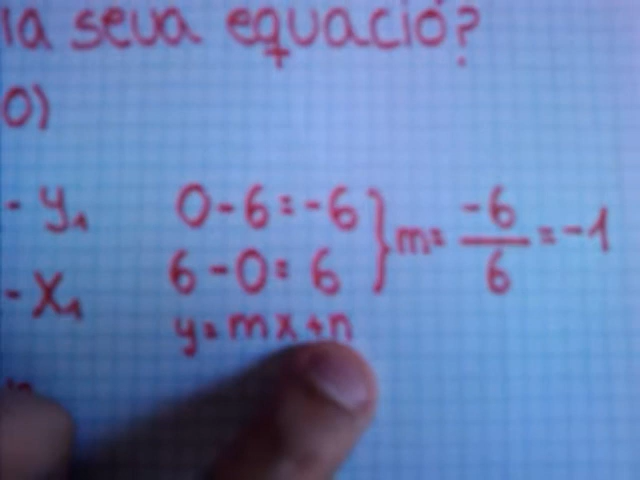 la seva equació?
0)
- y₁ 0-6=-6
- x₁ 6-0=6 } m= -6/6 = -1
y=mx+n